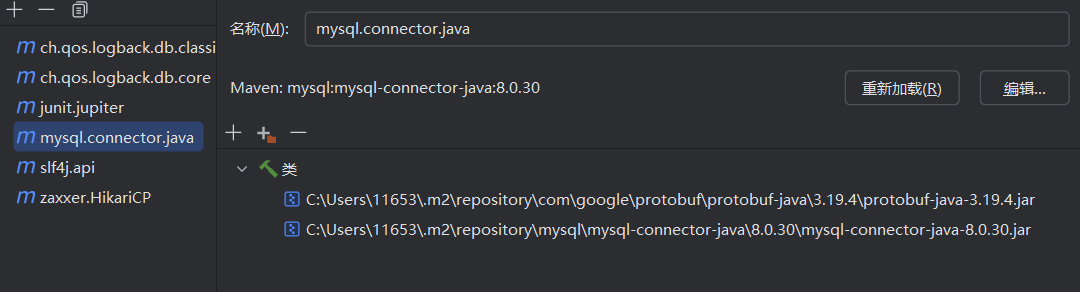 ch.qos.logback.db.classi
ch.qos.logback.db.core
junit.jupiter
mysql.connector.java
slf4j.api
zaxxer.HikariCP
名称(M):
mysql.connector.java
Maven: mysql:mysql-connector-java:8.0.30
重新加载(R)
编辑...
类
C:\Users\11653\.m2\repository\com\google\protobuf\protobuf-java\3.19.4\protobuf-java-3.19.4.jar
C:\Users\11653\.m2\repository\mysql\mysql-connector-java\8.0.30\mysql-connector-java-8.0.30.jar